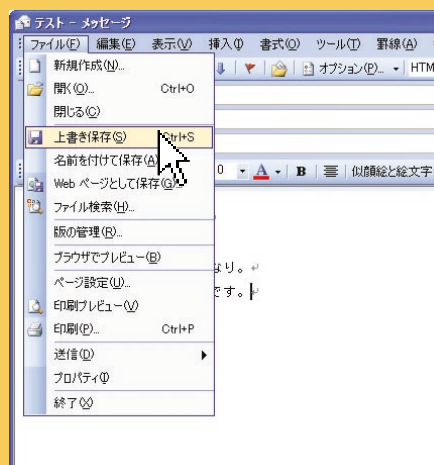 テスト - メッセージ
ファイル(F) 編集(E) 表示(V) 挿入(I) 書式(O) ツール(T) 罫線(A)
新規作成(N)...
オプション(P)... HTM
開く(O)... Ctrl+O
閉じる(C)
上書き保存(S) Ctrl+S
名前を付けて保存(A)
Web ページとして保存(G)...
0 A B 似顔絵と絵文字
ファイル検索(H)...
版の管理(R)...
ブラウザでプレビュー(B)
なり。
ページ設定(U)...
です。
印刷プレビュー(V)
印刷(P)... Ctrl+P
送信(D)
プロパティ(I)
終了(X)